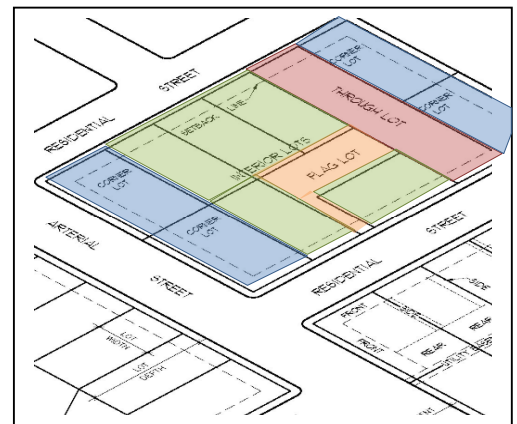 CORNER
LOT
STREET
RESIDENTIAL
SETBACK
LINE
THROUGH LOT
CORNER
LOT
INTERIOR LOTS
FLAG LOT
CORNER
LOT
CORNER
LOT
ARTERIAL
STREET
RESIDENTIAL
STREET
LOT
WIDTH
LOT
DEPTH
FRONT
SIDE
SIDE
FRONT
REAR
REAR
UTILITY